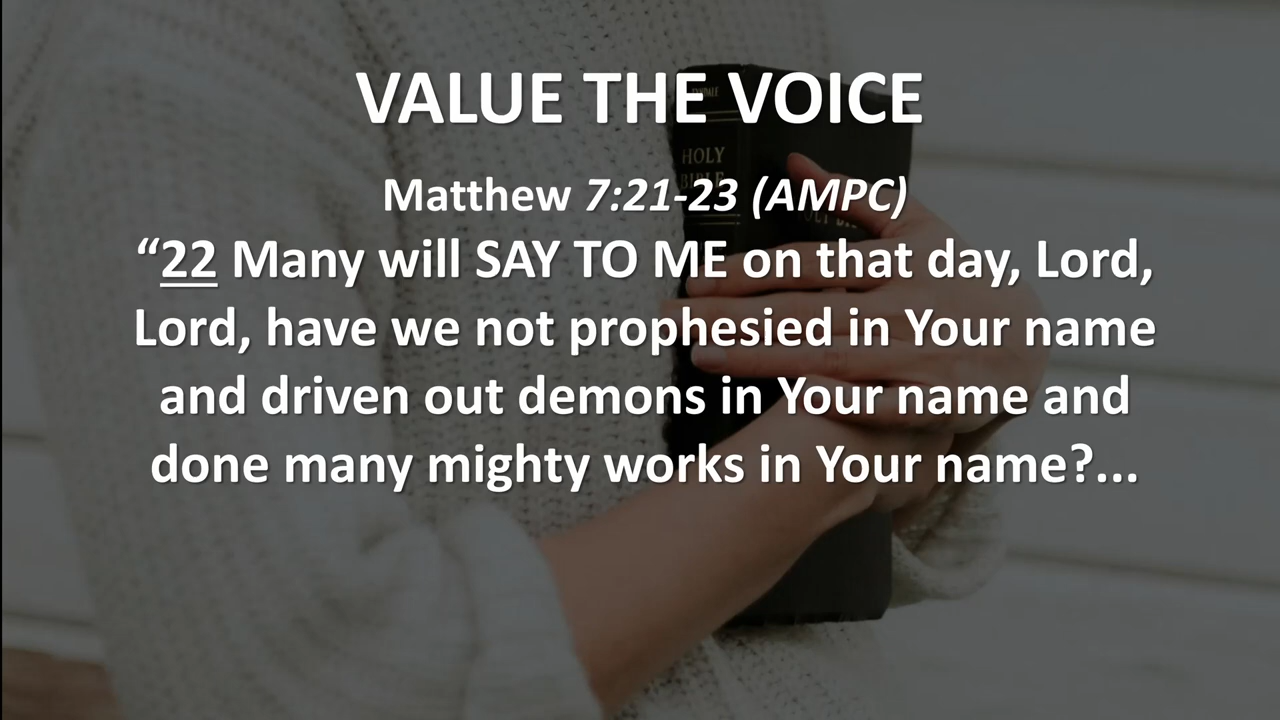 VALUE THE VOICE
HOLY
BIBLE
Matthew 7:21-23 (AMPC)
“22 Many will SAY TO ME on that day, Lord,
Lord, have we not prophesied in Your name
and driven out demons in Your name and
done many mighty works in Your name?...